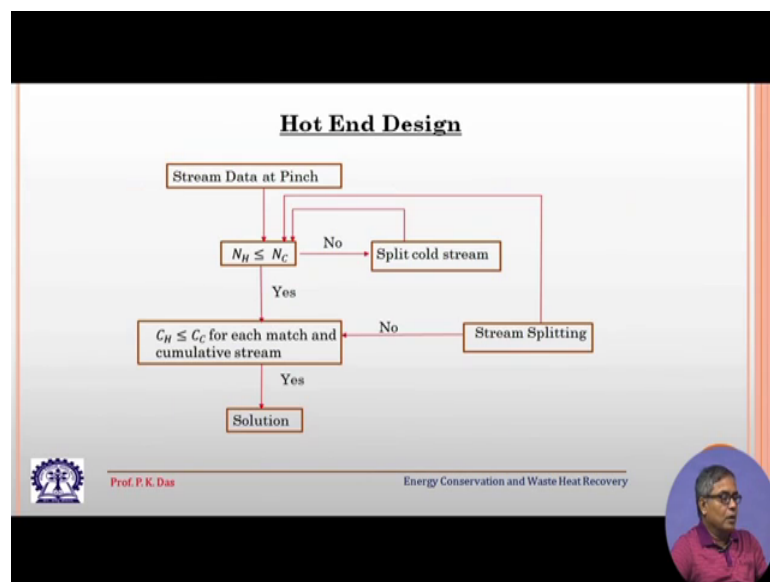 Hot End Design
Stream Data at Pinch
N_H ≤ N_C
No
Split cold stream
Yes
C_H ≤ C_C for each match and
cumulative stream
No
Stream Splitting
Yes
Solution
Prof. P. K. Das
Energy Conservation and Waste Heat Recovery